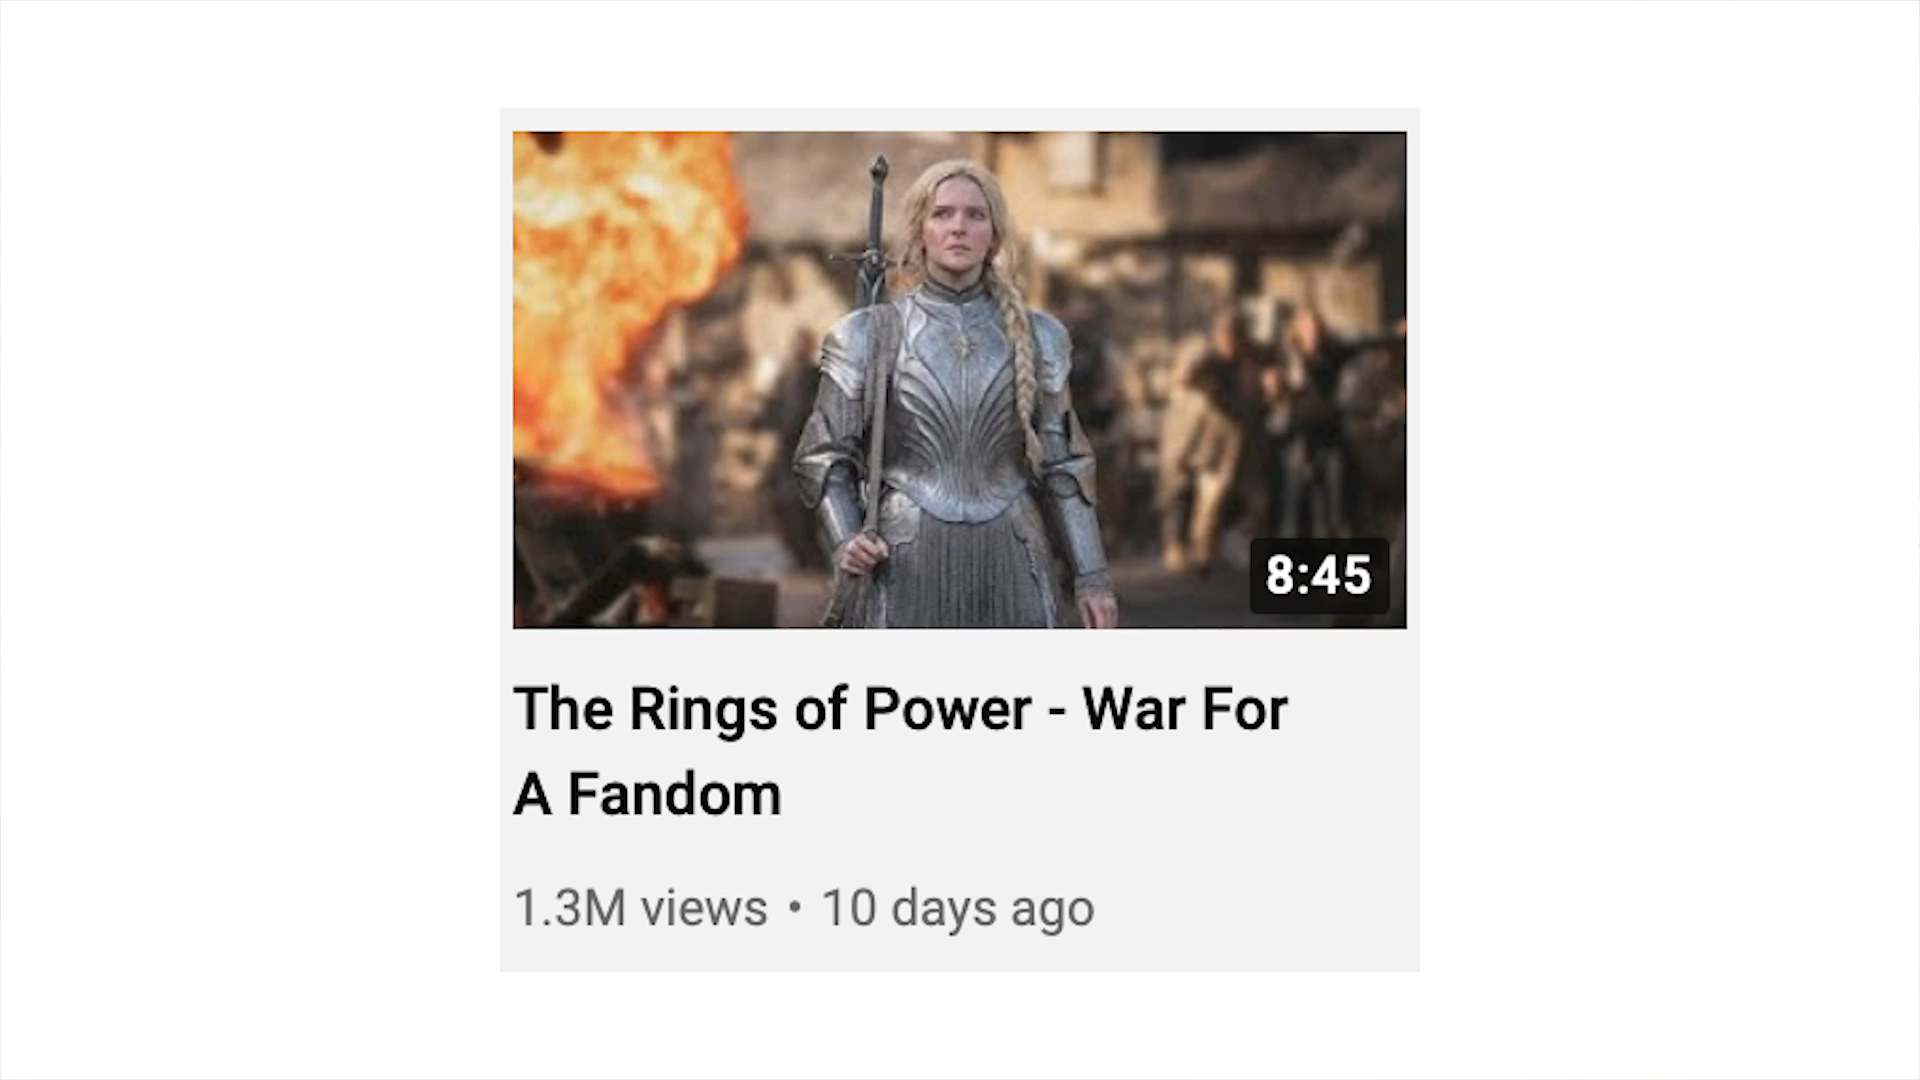 8:45
The Rings of Power - War For
A Fandom
1.3M views • 10 days ago